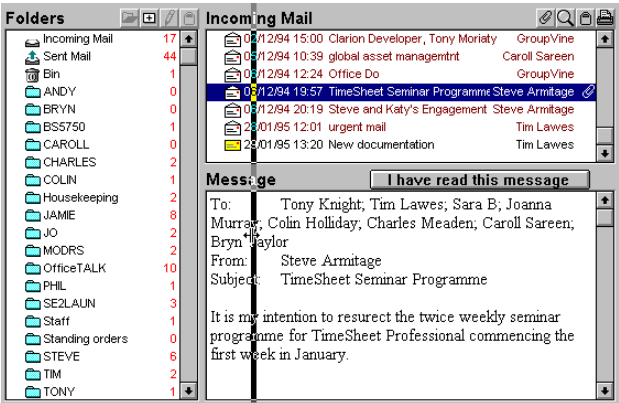 Folders
Incoming Mail 17
Sent Mail 44
Bin 1
ANDY 0
BRYN 0
BS5750 1
CAROLL 0
CHARLES 2
COLIN 1
Housekeeping 2
JAMIE 8
JO 2
MODRS 2
OfficeTALK 10
PHIL 1
SE2LAUN 3
Staff 1
Standing orders 0
STEVE 6
TIM 2
TONY 1
Incoming Mail
/12/94 15:00 Clarion Developer, Tony Moriaty GroupVine
/12/94 10:39 global asset managemtnt Caroll Sareen
/12/94 12:24 Office Do GroupVine
/12/94 19:57 TimeSheet Seminar Programme Steve Armitage
/12/94 20:19 Steve and Katy's Engagement Steve Armitage
/01/95 12:01 urgent mail Tim Lawes
/01/95 13:20 New documentation Tim Lawes
Message
I have read this message
To: Tony Knight; Tim Lawes; Sara B; Joanna
Murray; Colin Holliday; Charles Meaden; Caroll Sareen;
Bryn Taylor
From: Steve Armitage
Subject: TimeSheet Seminar Programme
It is my intention to resurect the twice weekly seminar
programme for TimeSheet Professional commencing the
first week in January.